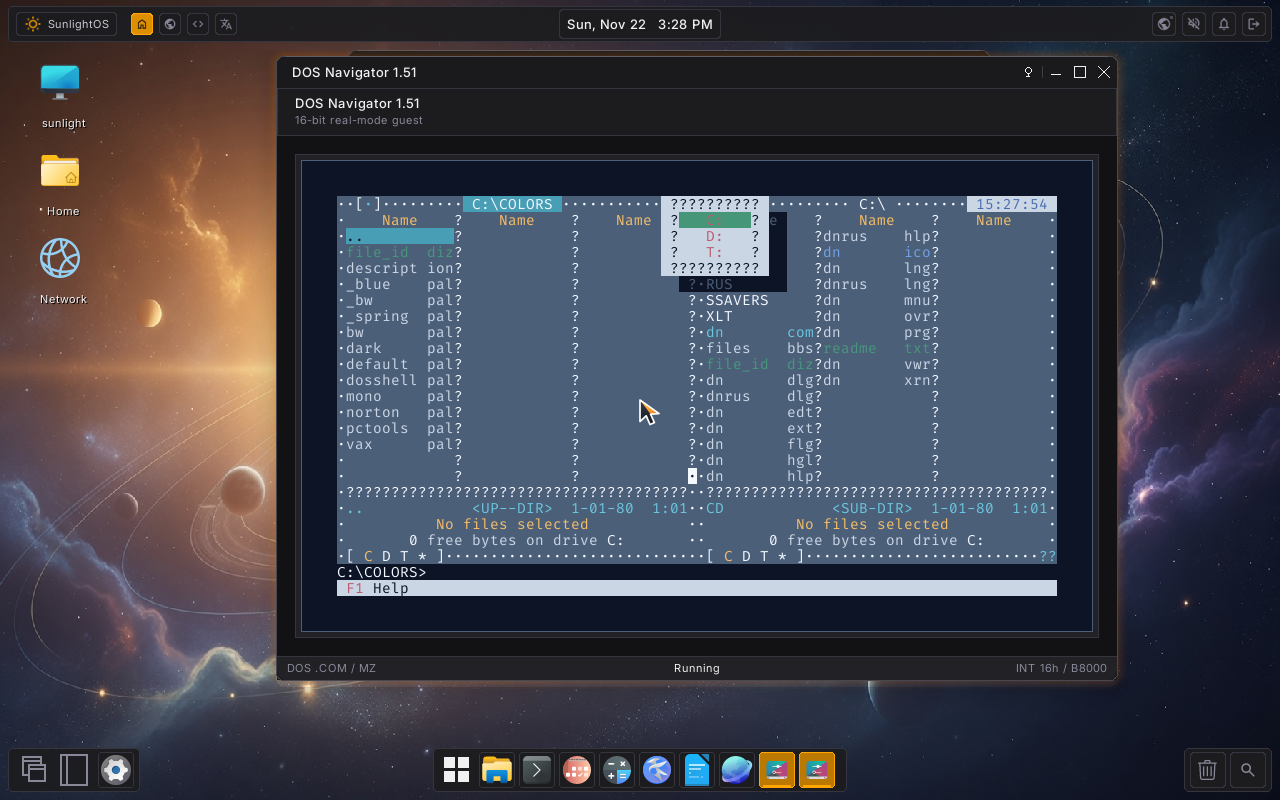 SunlightOS
Sun, Nov 22 3:28 PM
sunlight
Home
Network
DOS Navigator 1.51
DOS Navigator 1.51
16-bit real-mode guest
··[·]········· C:\COLORS ··········· ?????????? ········· C:\ ········ 15:27:54
· Name ? Name ? Name ? ? e ? Name ? Name ·
·.. ? ? ? D: ? ?dnrus hlp? ·
·file_id diz? ? ? T: ? ?dn ico? ·
·descript ion? ? ?????????? ?dn lng? ·
·_blue pal? ? ?·RUS ?dnrus lng? ·
·_bw pal? ? ?·SSAVERS ?dn mnu? ·
·_spring pal? ? ?·XLT ?dn ovr? ·
·bw pal? ? ?·dn com?dn prg? ·
·dark pal? ? ?·files bbs?readme txt? ·
·default pal? ? ?·file_id diz?dn vwr? ·
·dosshell pal? ? ?·dn dlg?dn xrn? ·
·mono pal? ? ?·dnrus dlg? ? ·
·norton pal? ? ?·dn edt? ? ·
·pctools pal? ? ?·dn ext? ? ·
·vax pal? ? ?·dn flg? ? ·
· ? ? ?·dn hgl? ? ·
· ? ? ··dn hlp? ? ·
·??????????????????????????????????????··??????????????????????????????????????·
·.. <UP--DIR> 1-01-80 1:01··CD <SUB-DIR> 1-01-80 1:01·
· No files selected ·· No files selected ·
· 0 free bytes on drive C: ·· 0 free bytes on drive C: ·
·[ C D T * ]····························[ C D T * ]··························??
C:\COLORS>
F1 Help
DOS .COM / MZ
Running
INT 16h / B8000